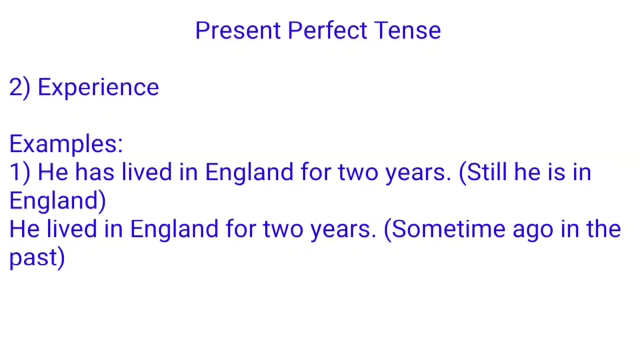 Present Perfect Tense
2) Experience
Examples:
1) He has lived in England for two years. (Still he is in
England)
He lived in England for two years. (Sometime ago in the
past)